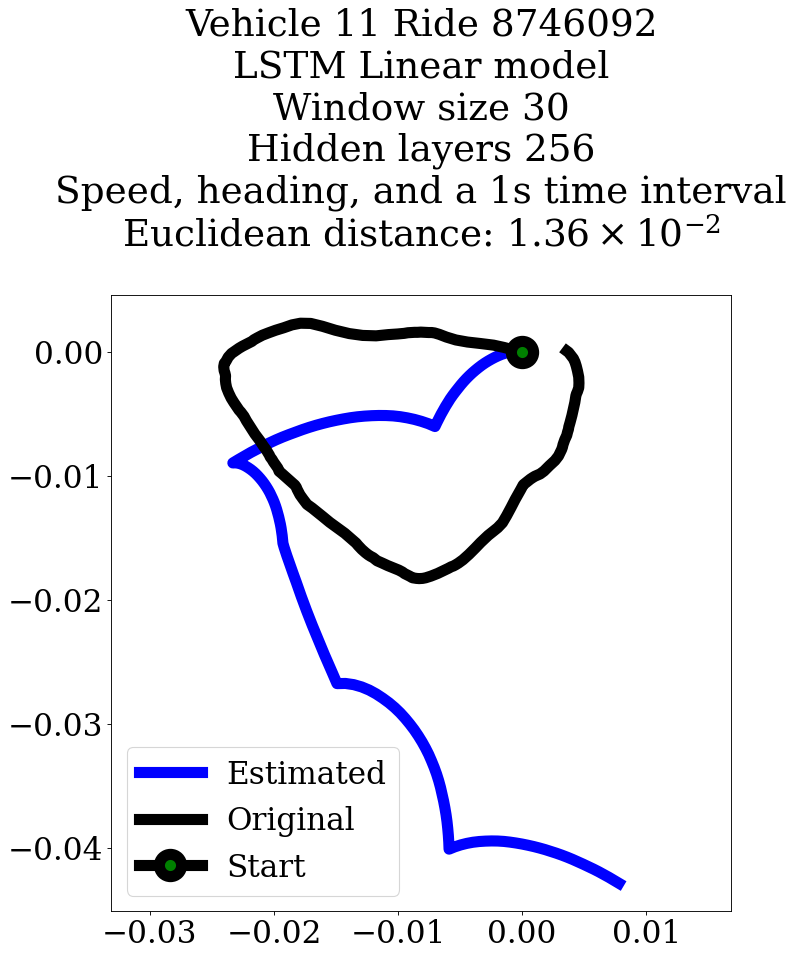 Vehicle 11 Ride 8746092
LSTM Linear model
Window size 30
Hidden layers 256
Speed, heading, and a 1s time interval
Euclidean distance: 1.36 × 10⁻²
0.00
−0.01
−0.02
−0.03
−0.04
Estimated
Original
Start
−0.03 −0.02 −0.01 0.00 0.01